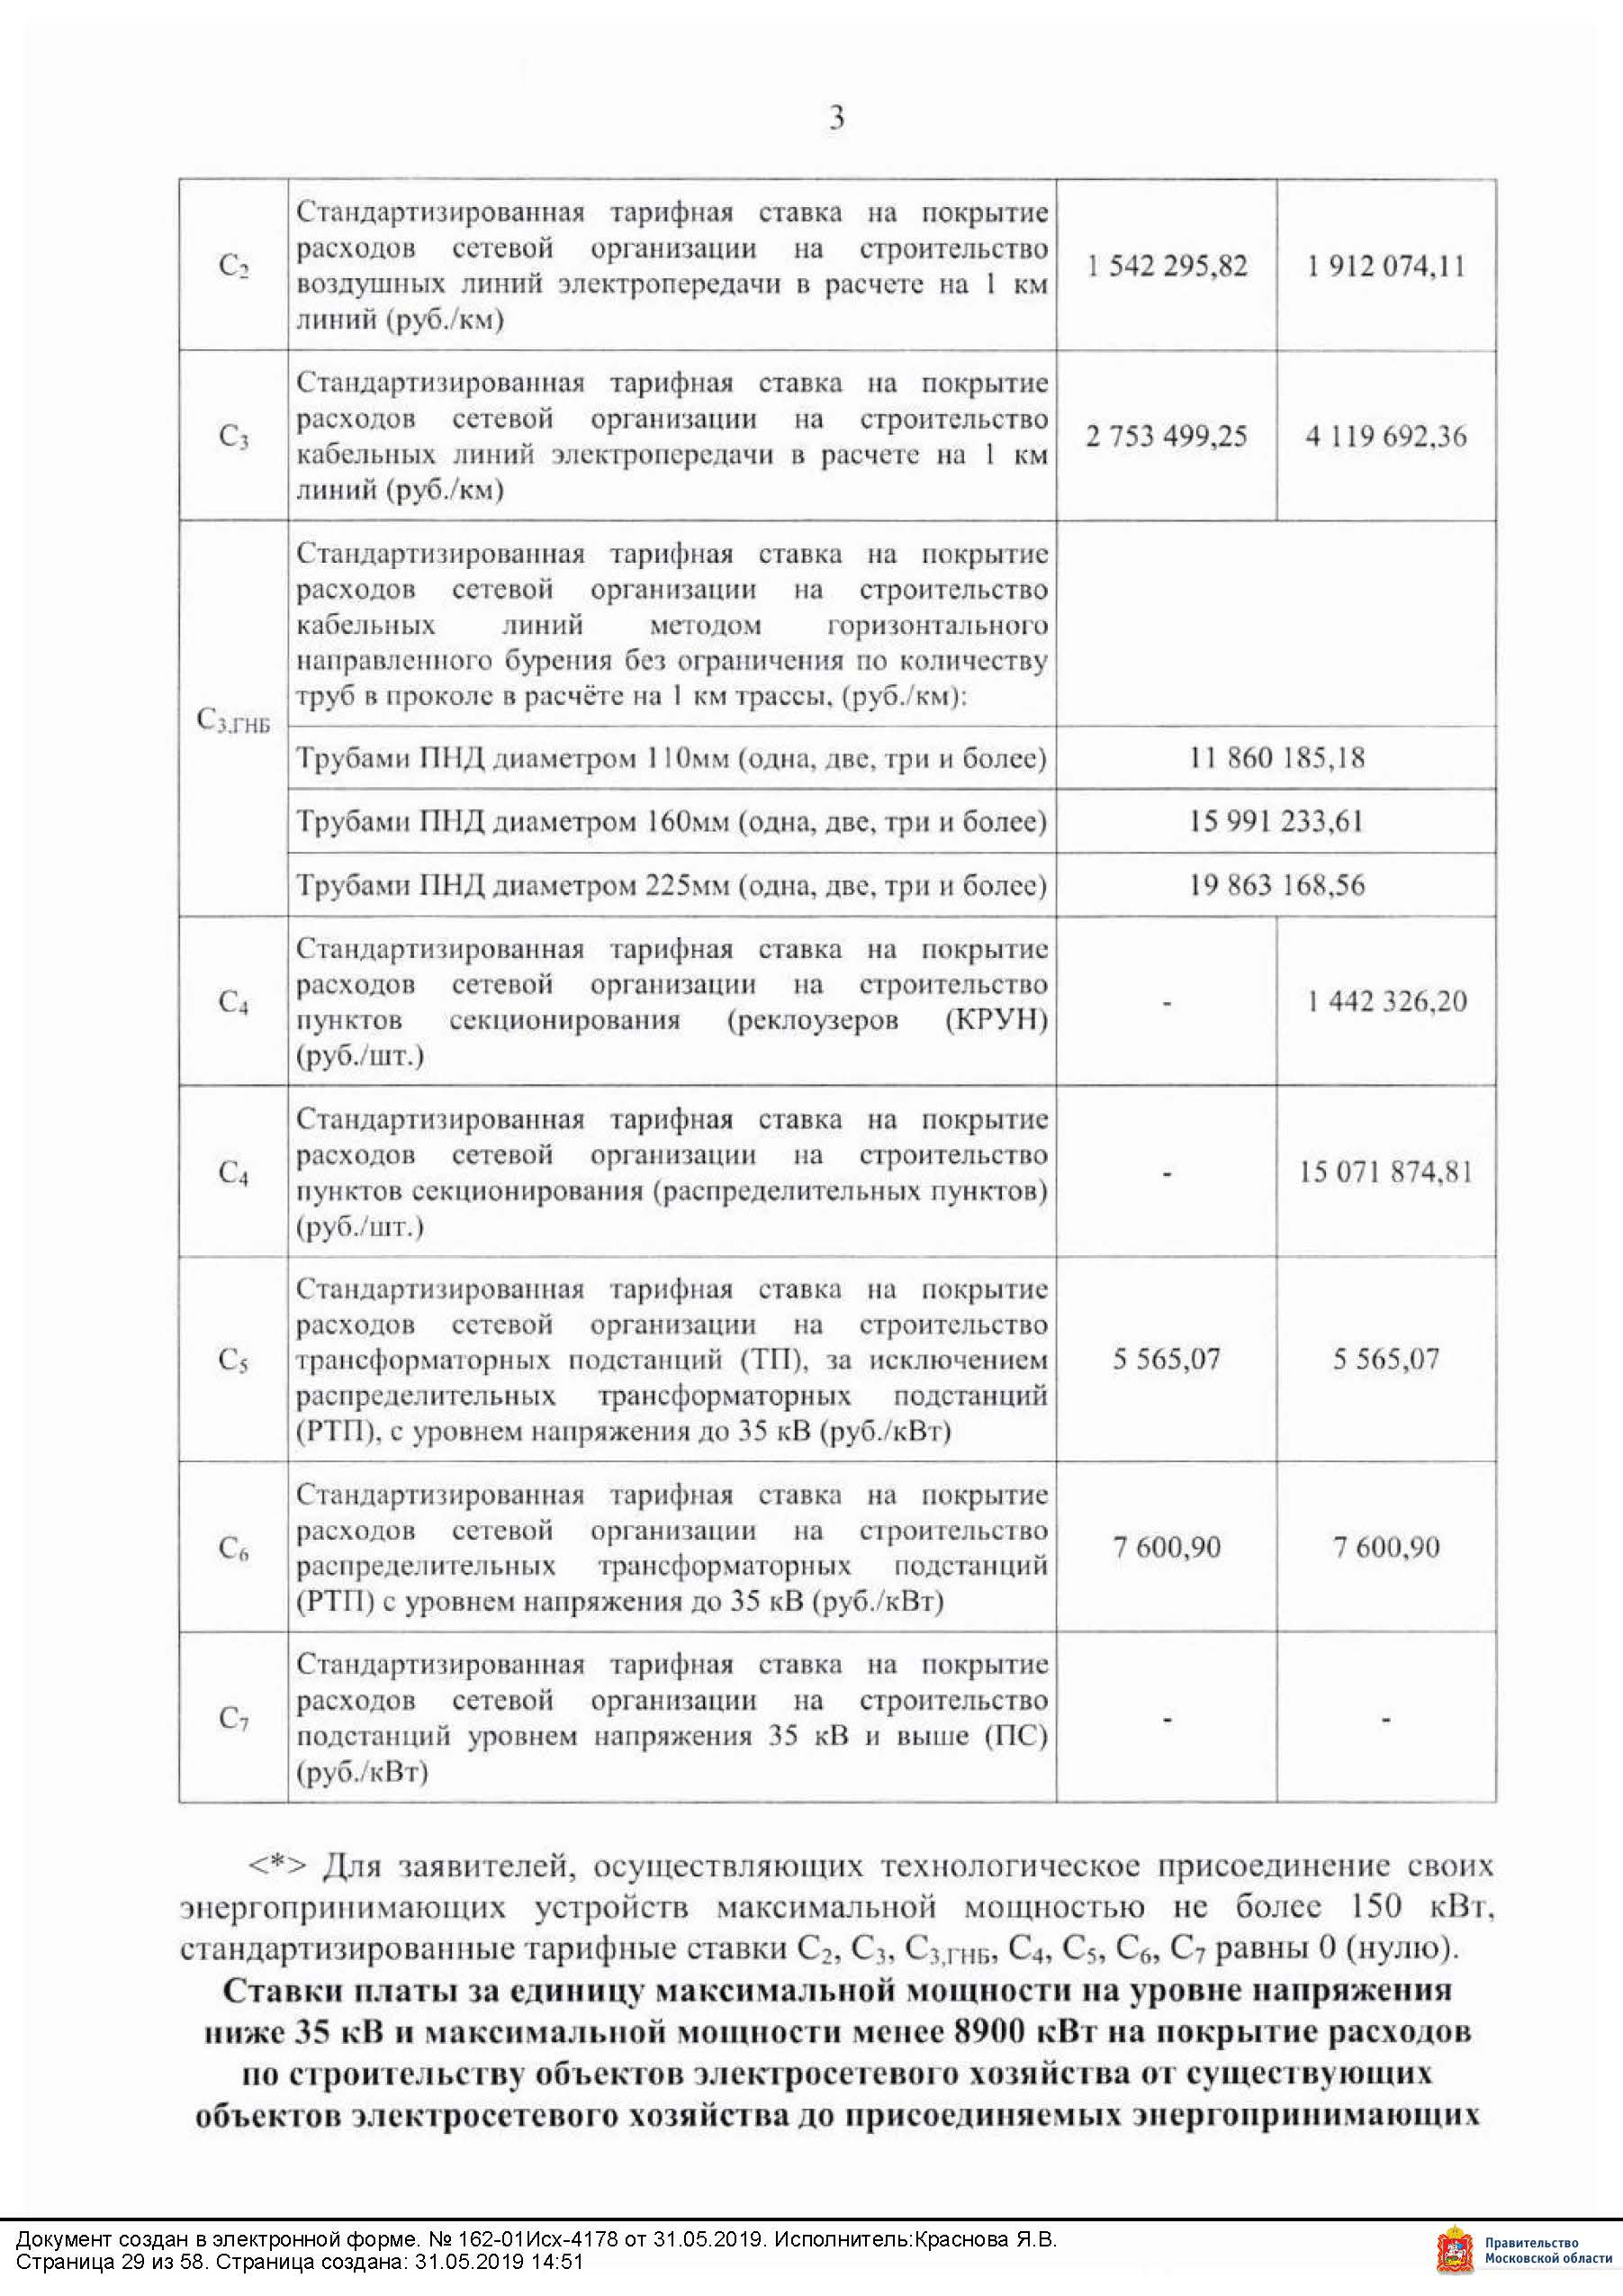 3
С2
Стандартизированная тарифная ставка на покрытие
расходов сетевой организации на строительство
воздушных линий электропередачи в расчете на 1 км
линий (руб./км)
1 542 295,82
1 912 074,11
С3
Стандартизированная тарифная ставка на покрытие
расходов сетевой организации на строительство
кабельных линий электропередачи в расчете на 1 км
линий (руб./км)
2 753 499,25
4 119 692,36
С3.ГНБ
Стандартизированная тарифная ставка на покрытие
расходов сетевой организации на строительство
кабельных линий методом горизонтального
направленного бурения без ограничения по количеству
труб в проколе в расчёте на 1 км трассы, (руб./км):
Трубами ПНД диаметром 110мм (одна, две, три и более)
11 860 185,18
Трубами ПНД диаметром 160мм (одна, две, три и более)
15 991 233,61
Трубами ПНД диаметром 225мм (одна, две, три и более)
19 863 168,56
С4
Стандартизированная тарифная ставка на покрытие
расходов сетевой организации на строительство
пунктов секционирования (реклоузеров (КРУН)
(руб./шт.)
-
1 442 326,20
С4
Стандартизированная тарифная ставка на покрытие
расходов сетевой организации на строительство
пунктов секционирования (распределительных пунктов)
(руб./шт.)
-
15 071 874,81
С5
Стандартизированная тарифная ставка на покрытие
расходов сетевой организации на строительство
трансформаторных подстанций (ТП), за исключением
распределительных трансформаторных подстанций
(РТП), с уровнем напряжения до 35 кВ (руб./кВт)
5 565,07
5 565,07
С6
Стандартизированная тарифная ставка на покрытие
расходов сетевой организации на строительство
распределительных трансформаторных подстанций
(РТП) с уровнем напряжения до 35 кВ (руб./кВт)
7 600,90
7 600,90
С7
Стандартизированная тарифная ставка на покрытие
расходов сетевой организации на строительство
подстанций уровнем напряжения 35 кВ и выше (ПС)
(руб./кВт)
-
-
<*> Для заявителей, осуществляющих технологическое присоединение своих
энергопринимающих устройств максимальной мощностью не более 150 кВт,
стандартизированные тарифные ставки С2, С3, С3,ГНБ, С4, С5, С6, С7 равны 0 (нулю).
Ставки платы за единицу максимальной мощности на уровне напряжения
ниже 35 кВ и максимальной мощности менее 8900 кВт на покрытие расходов
по строительству объектов электросетевого хозяйства от существующих
объектов электросетевого хозяйства до присоединяемых энергопринимающих
Документ создан в электронной форме. № 162-01Исх-4178 от 31.05.2019. Исполнитель:Краснова Я.В.
Страница 29 из 58. Страница создана: 31.05.2019 14:51
Правительство
Московской области